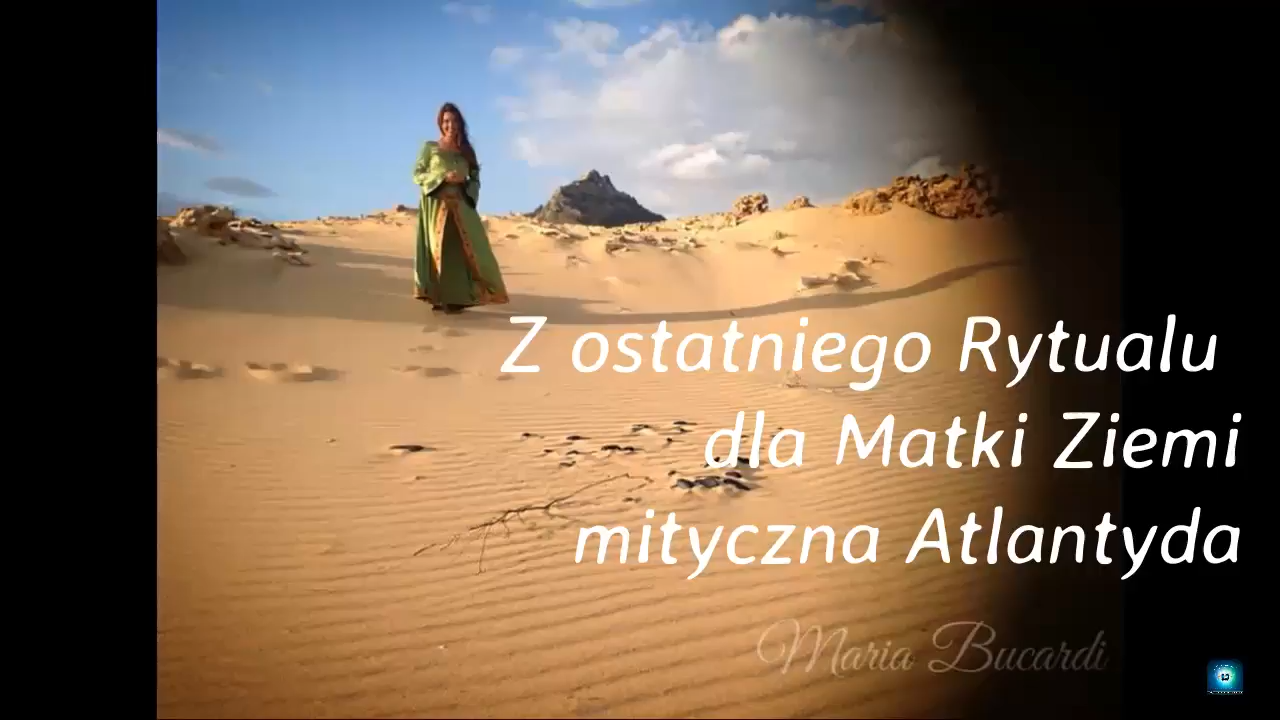 Z ostatniego Rytualu
dla Matki Ziemi
mityczna Atlantyda
Maria Bucardi